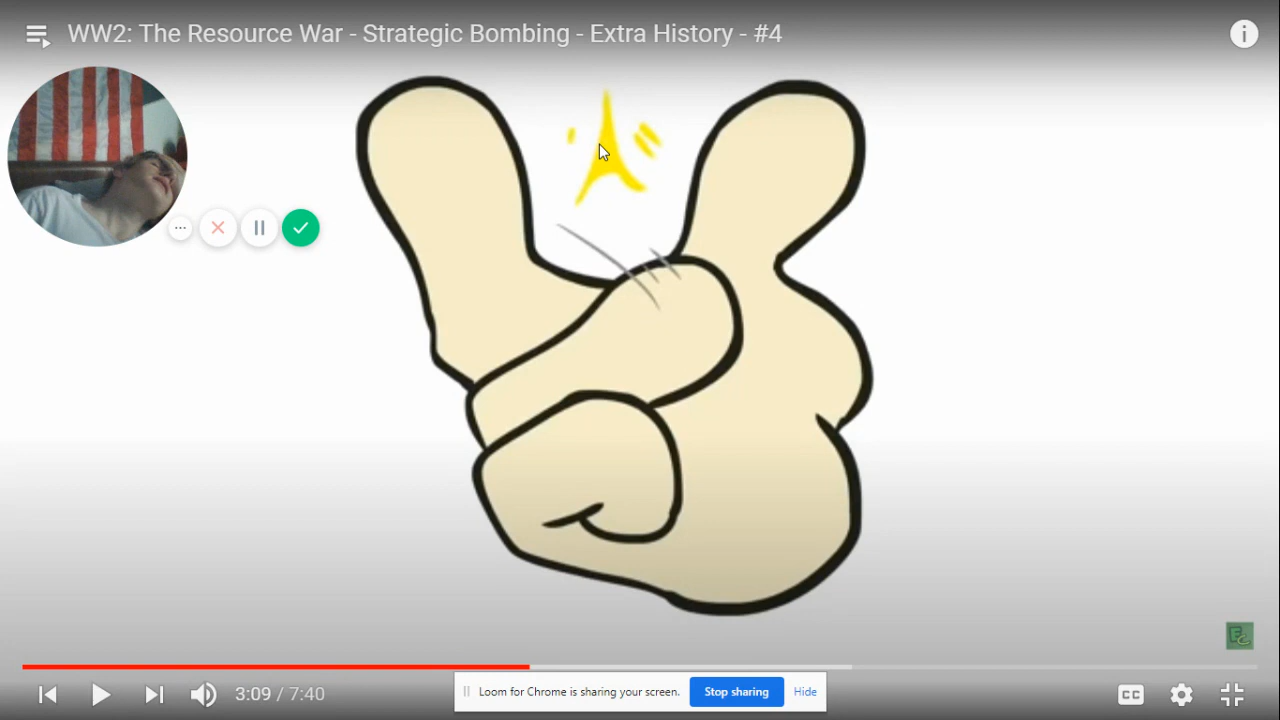 WW2: The Resource War - Strategic Bombing - Extra History - #4
3:09 / 7:40
Loom for Chrome is sharing your screen.
Stop sharing
Hide
CC